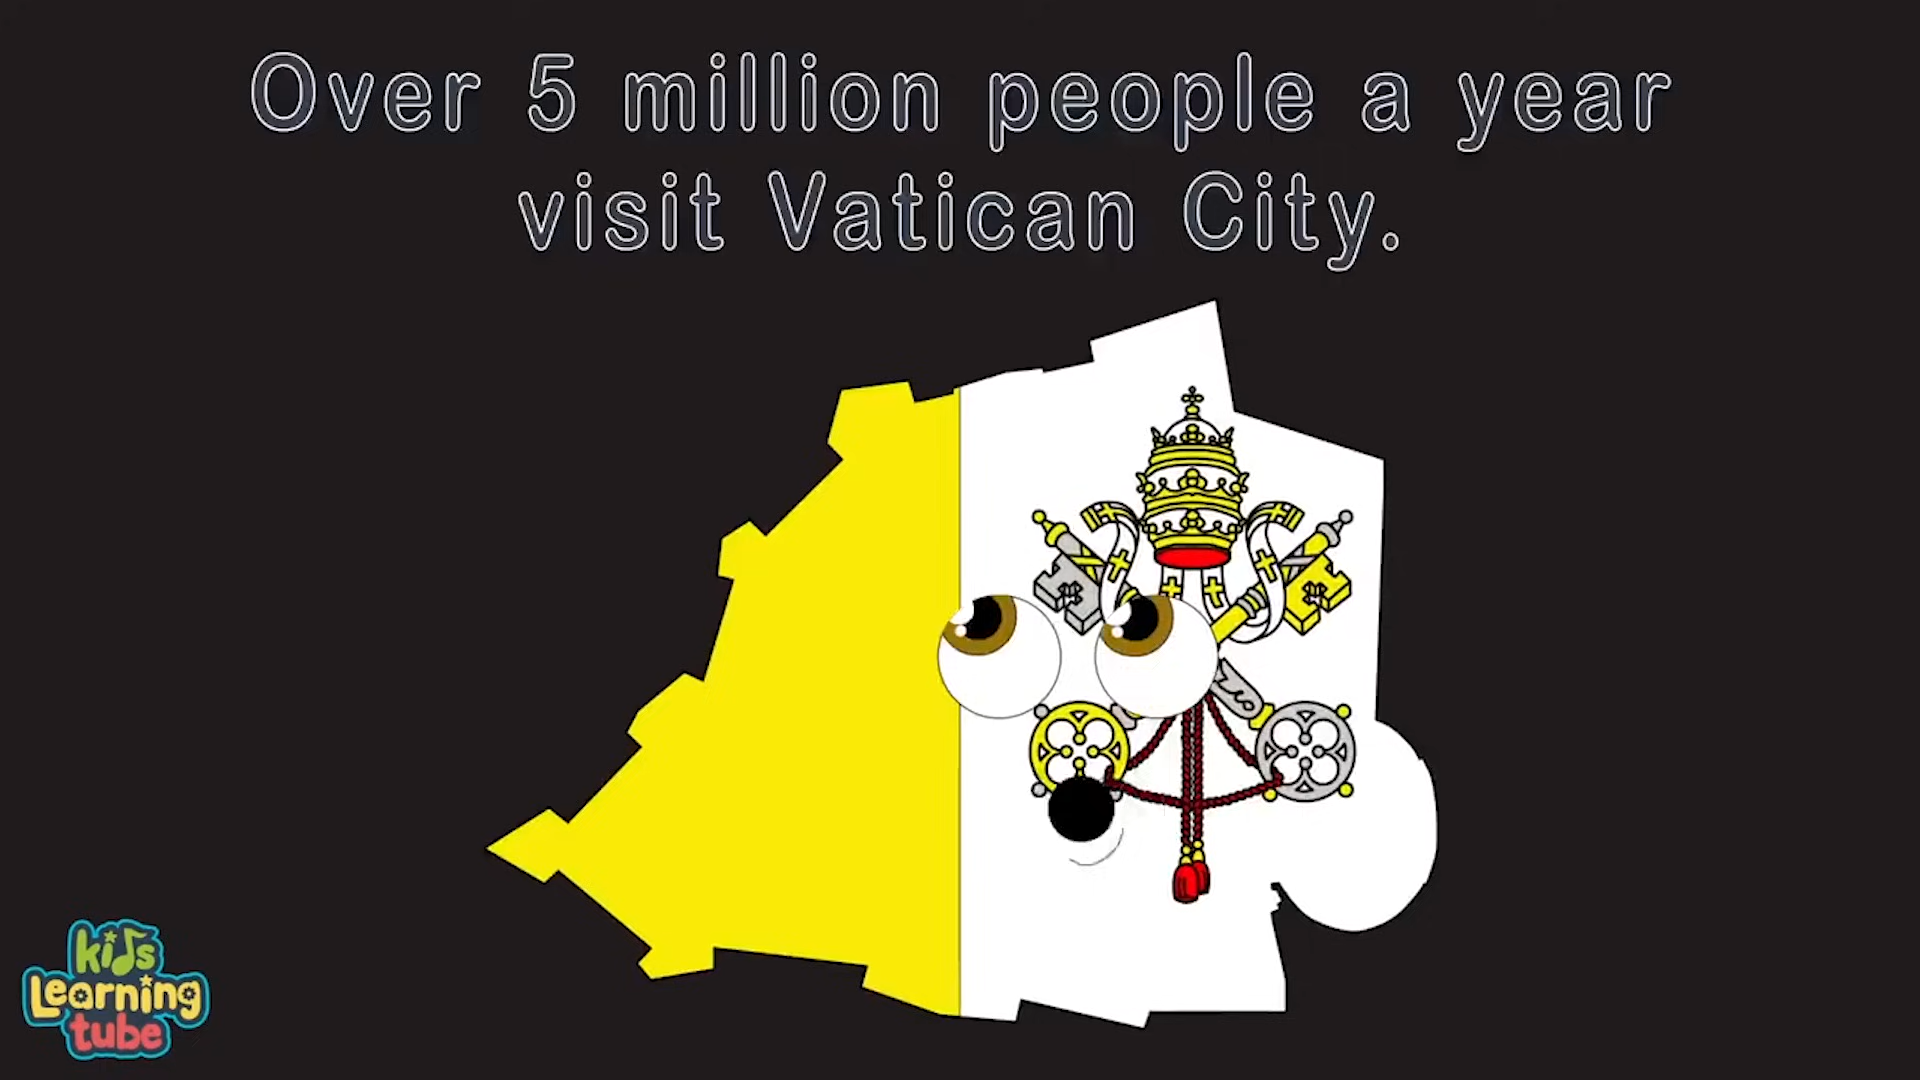 Over 5 million people a year
visit Vatican City.
kids
Learning
tube